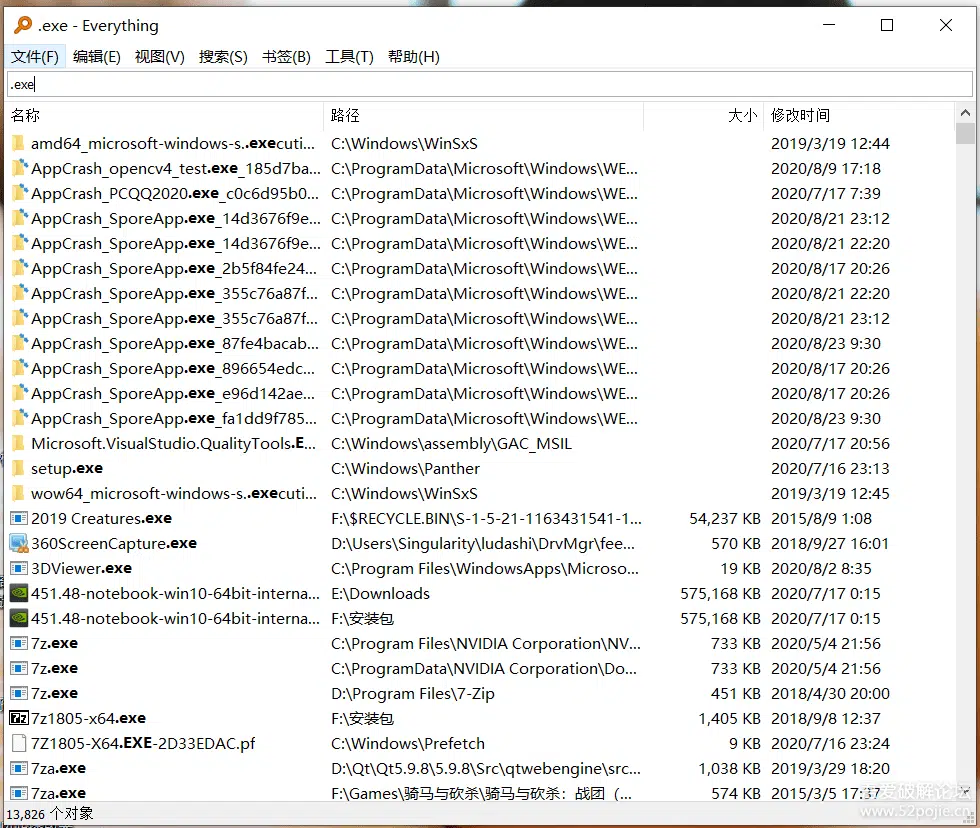 .exe - Everything
文件(F) 编辑(E) 视图(V) 搜索(S) 书签(B) 工具(T) 帮助(H)
.exe
名称 路径 大小 修改时间
amd64_microsoft-windows-s..executi... C:\Windows\WinSxS 2019/3/19 12:44
AppCrash_opencv4_test.exe_185d7ba... C:\ProgramData\Microsoft\Windows\WE... 2020/8/9 17:18
AppCrash_PCQQ2020.exe_c0c6d95b0... C:\ProgramData\Microsoft\Windows\WE... 2020/7/17 7:39
AppCrash_SporeApp.exe_14d3676f9e... C:\ProgramData\Microsoft\Windows\WE... 2020/8/21 23:12
AppCrash_SporeApp.exe_14d3676f9e... C:\ProgramData\Microsoft\Windows\WE... 2020/8/21 22:20
AppCrash_SporeApp.exe_2b5f84fe24... C:\ProgramData\Microsoft\Windows\WE... 2020/8/17 20:26
AppCrash_SporeApp.exe_355c76a87f... C:\ProgramData\Microsoft\Windows\WE... 2020/8/21 22:20
AppCrash_SporeApp.exe_355c76a87f... C:\ProgramData\Microsoft\Windows\WE... 2020/8/21 23:12
AppCrash_SporeApp.exe_87fe4bacab... C:\ProgramData\Microsoft\Windows\WE... 2020/8/23 9:30
AppCrash_SporeApp.exe_896654edc... C:\ProgramData\Microsoft\Windows\WE... 2020/8/17 20:26
AppCrash_SporeApp.exe_e96d142ae... C:\ProgramData\Microsoft\Windows\WE... 2020/8/17 20:26
AppCrash_SporeApp.exe_fa1dd9f785... C:\ProgramData\Microsoft\Windows\WE... 2020/8/23 9:30
Microsoft.VisualStudio.QualityTools.E... C:\Windows\assembly\GAC_MSIL 2020/7/17 20:56
setup.exe C:\Windows\Panther 2020/7/16 23:13
wow64_microsoft-windows-s..executi... C:\Windows\WinSxS 2019/3/19 12:45
2019 Creatures.exe F:\$RECYCLE.BIN\S-1-5-21-1163431541-1... 54,237 KB 2015/8/9 1:08
360ScreenCapture.exe D:\Users\Singularity\ludashi\DrvMgr\fee... 570 KB 2018/9/27 16:01
3DViewer.exe C:\Program Files\WindowsApps\Microso... 19 KB 2020/8/2 8:35
451.48-notebook-win10-64bit-interna... E:\Downloads 575,168 KB 2020/7/17 0:15
451.48-notebook-win10-64bit-interna... F:\安装包 575,168 KB 2020/7/17 0:15
7z.exe C:\Program Files\NVIDIA Corporation\NV... 733 KB 2020/5/4 21:56
7z.exe C:\ProgramData\NVIDIA Corporation\Do... 733 KB 2020/5/4 21:56
7z.exe D:\Program Files\7-Zip 451 KB 2018/4/30 20:00
7z1805-x64.exe F:\安装包 1,405 KB 2018/9/8 12:37
7Z1805-X64.EXE-2D33EDAC.pf C:\Windows\Prefetch 9 KB 2020/7/16 23:24
7za.exe D:\Qt\Qt5.9.8\5.9.8\Src\qtwebengine\src... 1,038 KB 2019/3/29 18:20
7za.exe F:\Games\骑马与砍杀\骑马与砍杀：战团（... 574 KB 2015/3/5
13,826 个对象
www.52pojie.cn